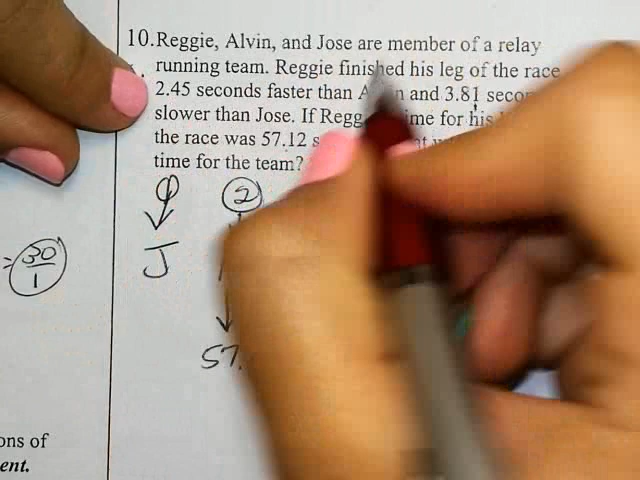 10. Reggie, Alvin, and Jose are member of a relay
running team. Reggie finished his leg of the race
2.45 seconds faster than and 3.81
slower than Jose. If for his
the race was 57.12
time for the team?
① ②
J
57.
= 30/1
ons of
ent.